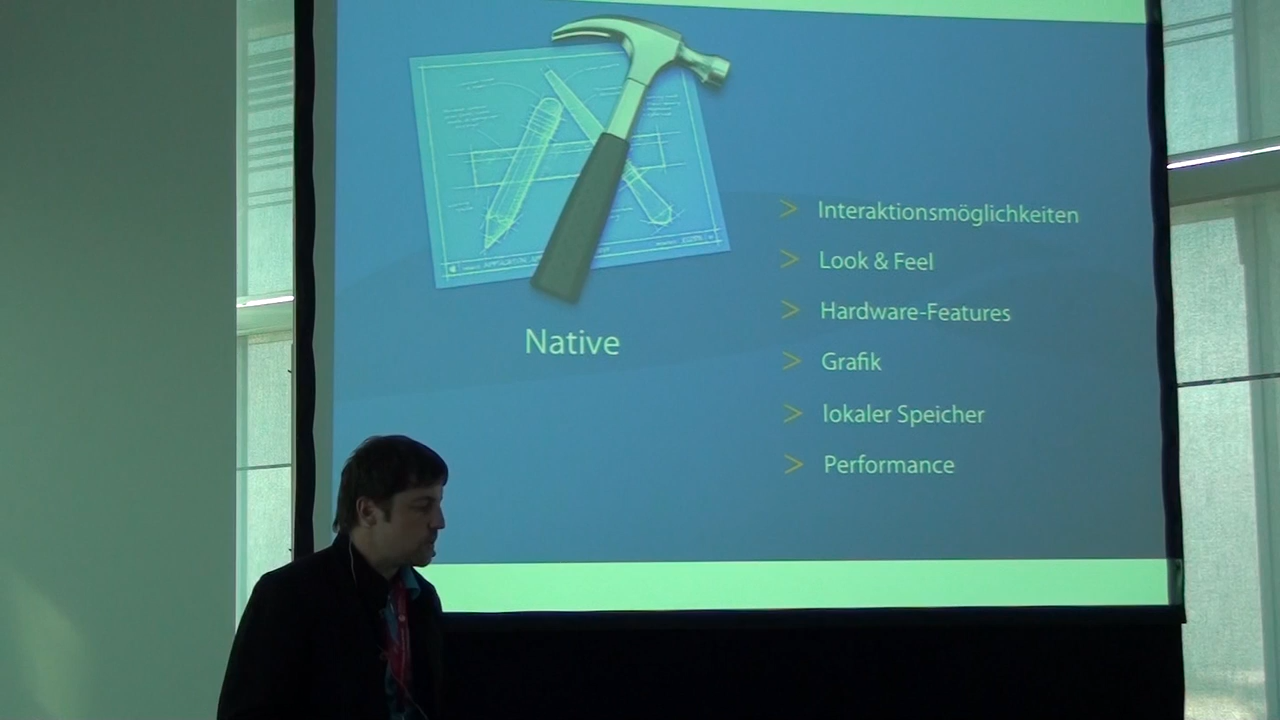 Native
Interaktionsmöglichkeiten
Look & Feel
Hardware-Features
Grafik
lokaler Speicher
Performance